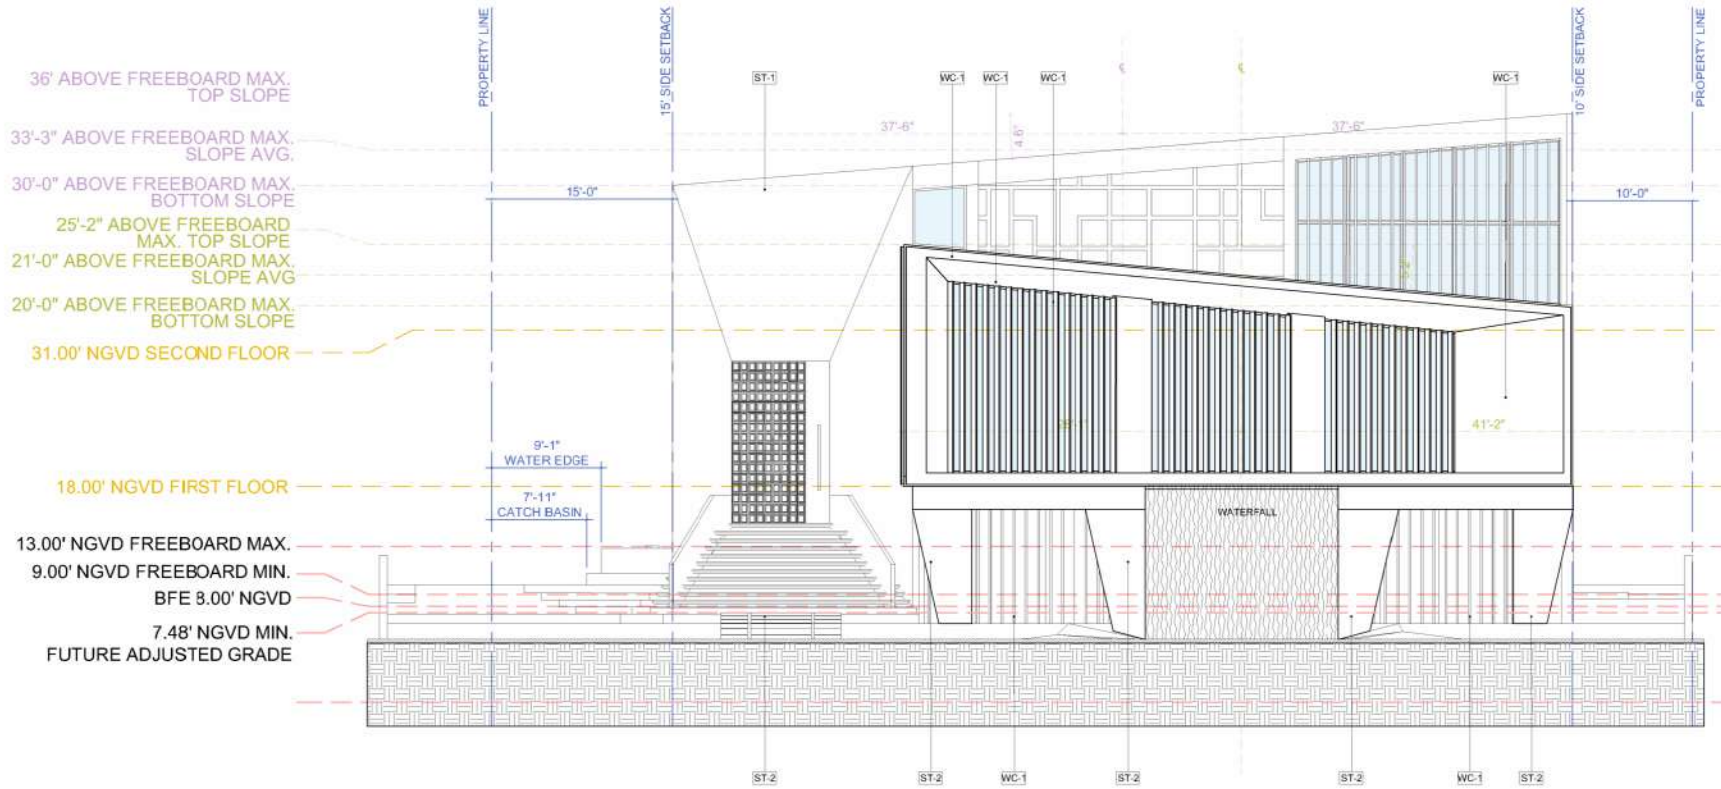 PROPERTY LINE
15' SIDE SETBACK
10' SIDE SETBACK
PROPERTY LINE
ST-1
WC-1
WC-1
WC-1
WC-1
36' ABOVE FREEBOARD MAX.
TOP SLOPE
33'-3" ABOVE FREEBOARD MAX.
SLOPE AVG.
30'-0" ABOVE FREEBOARD MAX.
BOTTOM SLOPE
25'-2" ABOVE FREEBOARD
MAX. TOP SLOPE
21'-0" ABOVE FREEBOARD MAX.
SLOPE AVG
20'-0" ABOVE FREEBOARD MAX.
BOTTOM SLOPE
31.00' NGVD SECOND FLOOR
18.00' NGVD FIRST FLOOR
13.00' NGVD FREEBOARD MAX.
9.00' NGVD FREEBOARD MIN.
BFE 8.00' NGVD
7.48' NGVD MIN.
FUTURE ADJUSTED GRADE
37'-6"
4.6"
37'-6"
15'-0"
10'-0"
41'-2"
9'-1"
WATER EDGE
7'-11"
CATCH BASIN
WATERFALL
ST-2
ST-2
WC-1
ST-2
ST-2
WC-1
ST-2